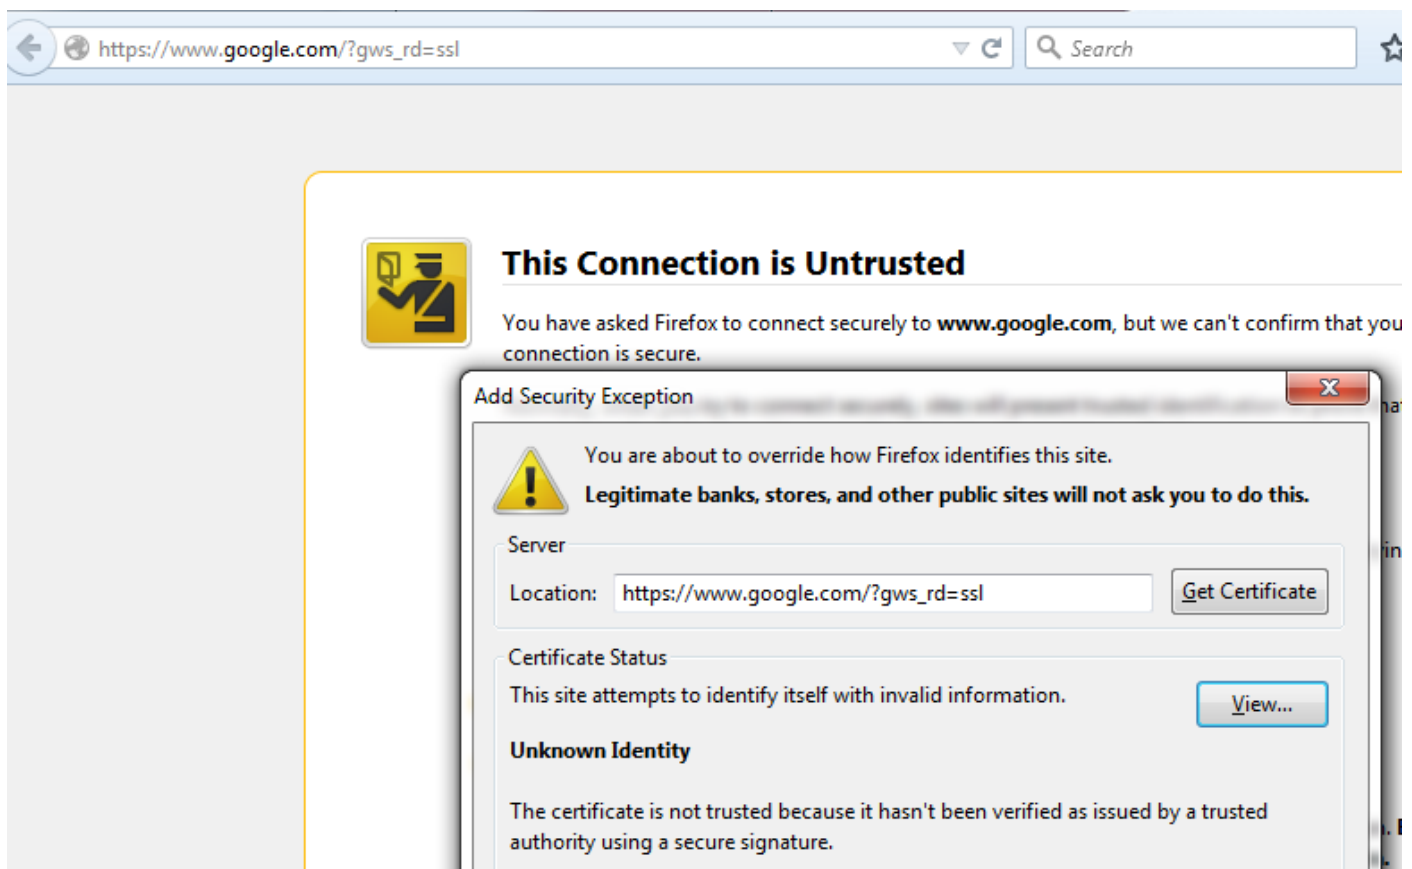 https://www.google.com/?gws_rd=ssl
Search
This Connection is Untrusted
You have asked Firefox to connect securely to www.google.com, but we can't confirm that you
connection is secure.
Add Security Exception
You are about to override how Firefox identifies this site.
Legitimate banks, stores, and other public sites will not ask you to do this.
Server
Location: https://www.google.com/?gws_rd=ssl Get Certificate
Certificate Status
This site attempts to identify itself with invalid information.
View...
Unknown Identity
The certificate is not trusted because it hasn't been verified as issued by a trusted
authority using a secure signature.